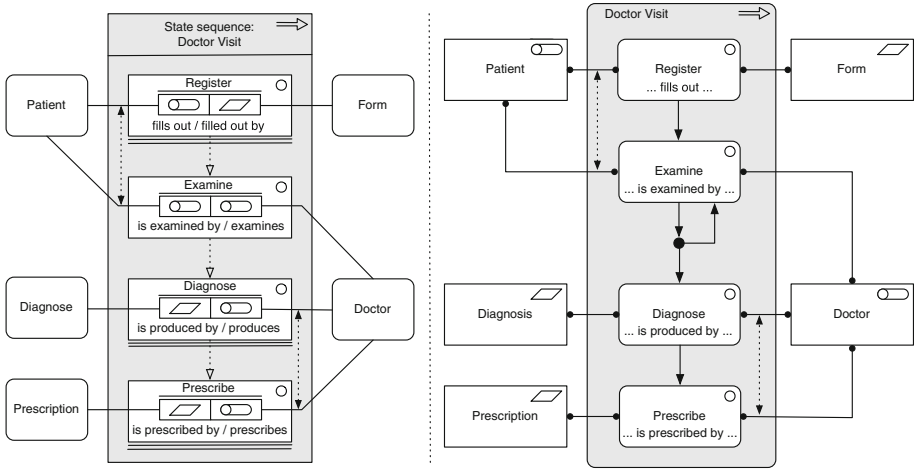 State sequence:
Doctor Visit
Register
fills out / filled out by
Patient
Form
Examine
is examined by / examines
Diagnose
Diagnose
is produced by / produces
Doctor
Prescribe
Prescription
is prescribed by / prescribes
Doctor Visit
Patient
Register
... fills out ...
Form
Examine
... is examined by ...
Diagnosis
Diagnose
... is produced by ...
Doctor
Prescription
Prescribe
... is prescribed by ...